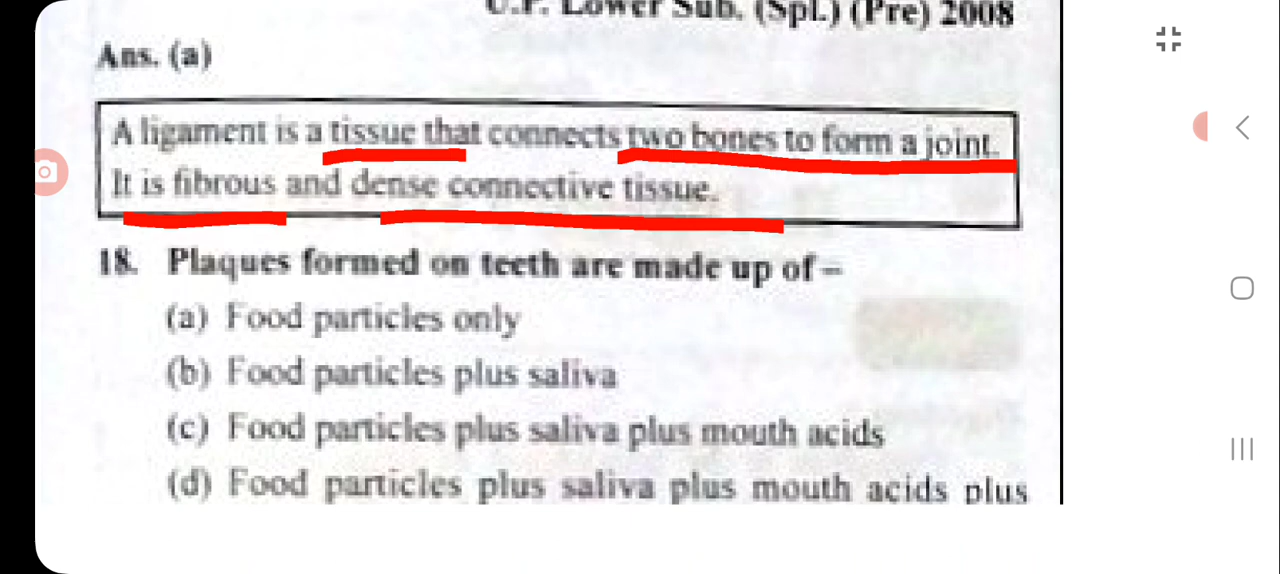 U.P. Lower Sub. (Spl.) (Pre) 2008
Ans. (a)
A ligament is a tissue that connects two bones to form a joint.
It is fibrous and dense connective tissue.
18. Plaques formed on teeth are made up of –
(a) Food particles only
(b) Food particles plus saliva
(c) Food particles plus saliva plus mouth acids
(d) Food particles plus saliva plus mouth acids plus